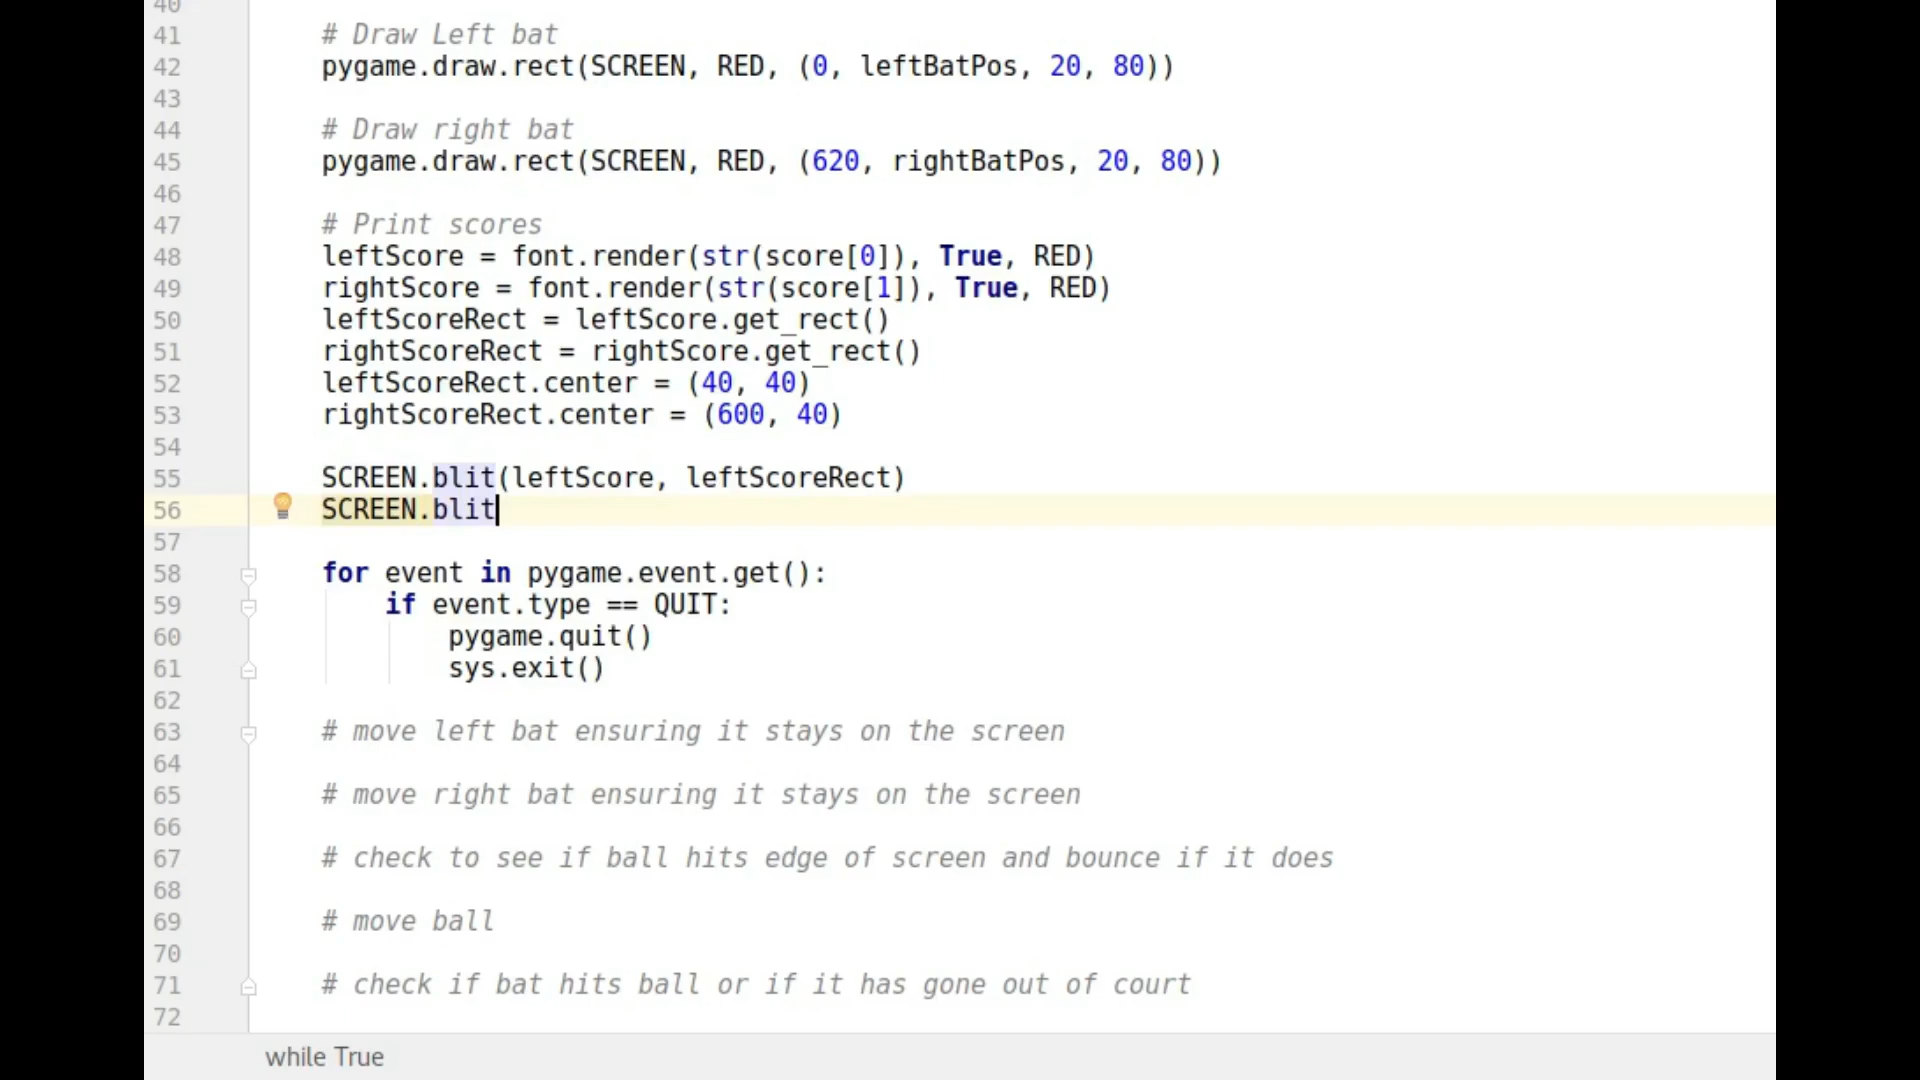 40
41 # Draw Left bat
42 pygame.draw.rect(SCREEN, RED, (0, leftBatPos, 20, 80))
43
44 # Draw right bat
45 pygame.draw.rect(SCREEN, RED, (620, rightBatPos, 20, 80))
46
47 # Print scores
48 leftScore = font.render(str(score[0]), True, RED)
49 rightScore = font.render(str(score[1]), True, RED)
50 leftScoreRect = leftScore.get_rect()
51 rightScoreRect = rightScore.get_rect()
52 leftScoreRect.center = (40, 40)
53 rightScoreRect.center = (600, 40)
54
55 SCREEN.blit(leftScore, leftScoreRect)
56 SCREEN.blit
57
58 for event in pygame.event.get():
59 if event.type == QUIT:
60 pygame.quit()
61 sys.exit()
62
63 # move left bat ensuring it stays on the screen
64
65 # move right bat ensuring it stays on the screen
66
67 # check to see if ball hits edge of screen and bounce if it does
68
69 # move ball
70
71 # check if bat hits ball or if it has gone out of court
72
while True